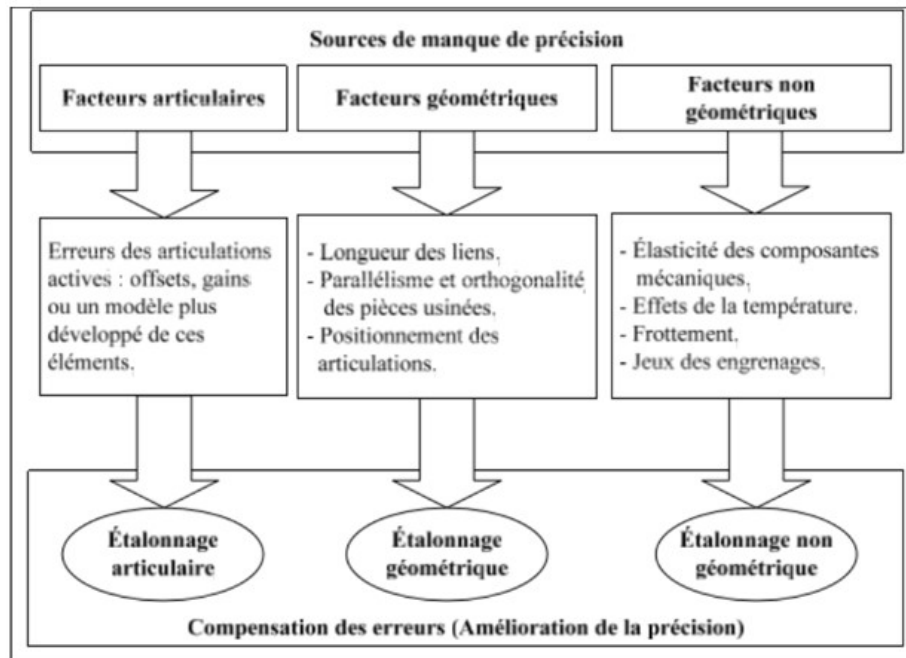 Sources de manque de précision
Facteurs articulaires
Facteurs géométriques
Facteurs non
géométriques
Erreurs des articulations
actives : offsets, gains
ou un modèle plus
développé de ces
éléments.
- Longueur des liens,
- Parallélisme et orthogonalité
des pièces usinées.
- Positionnement des
articulations.
- Élasticité des composantes
mécaniques,
- Effets de la température.
- Frottement,
- Jeux des engrenages.
Étalonnage
articulaire
Étalonnage
géométrique
Étalonnage non
géométrique
Compensation des erreurs (Amélioration de la précision)